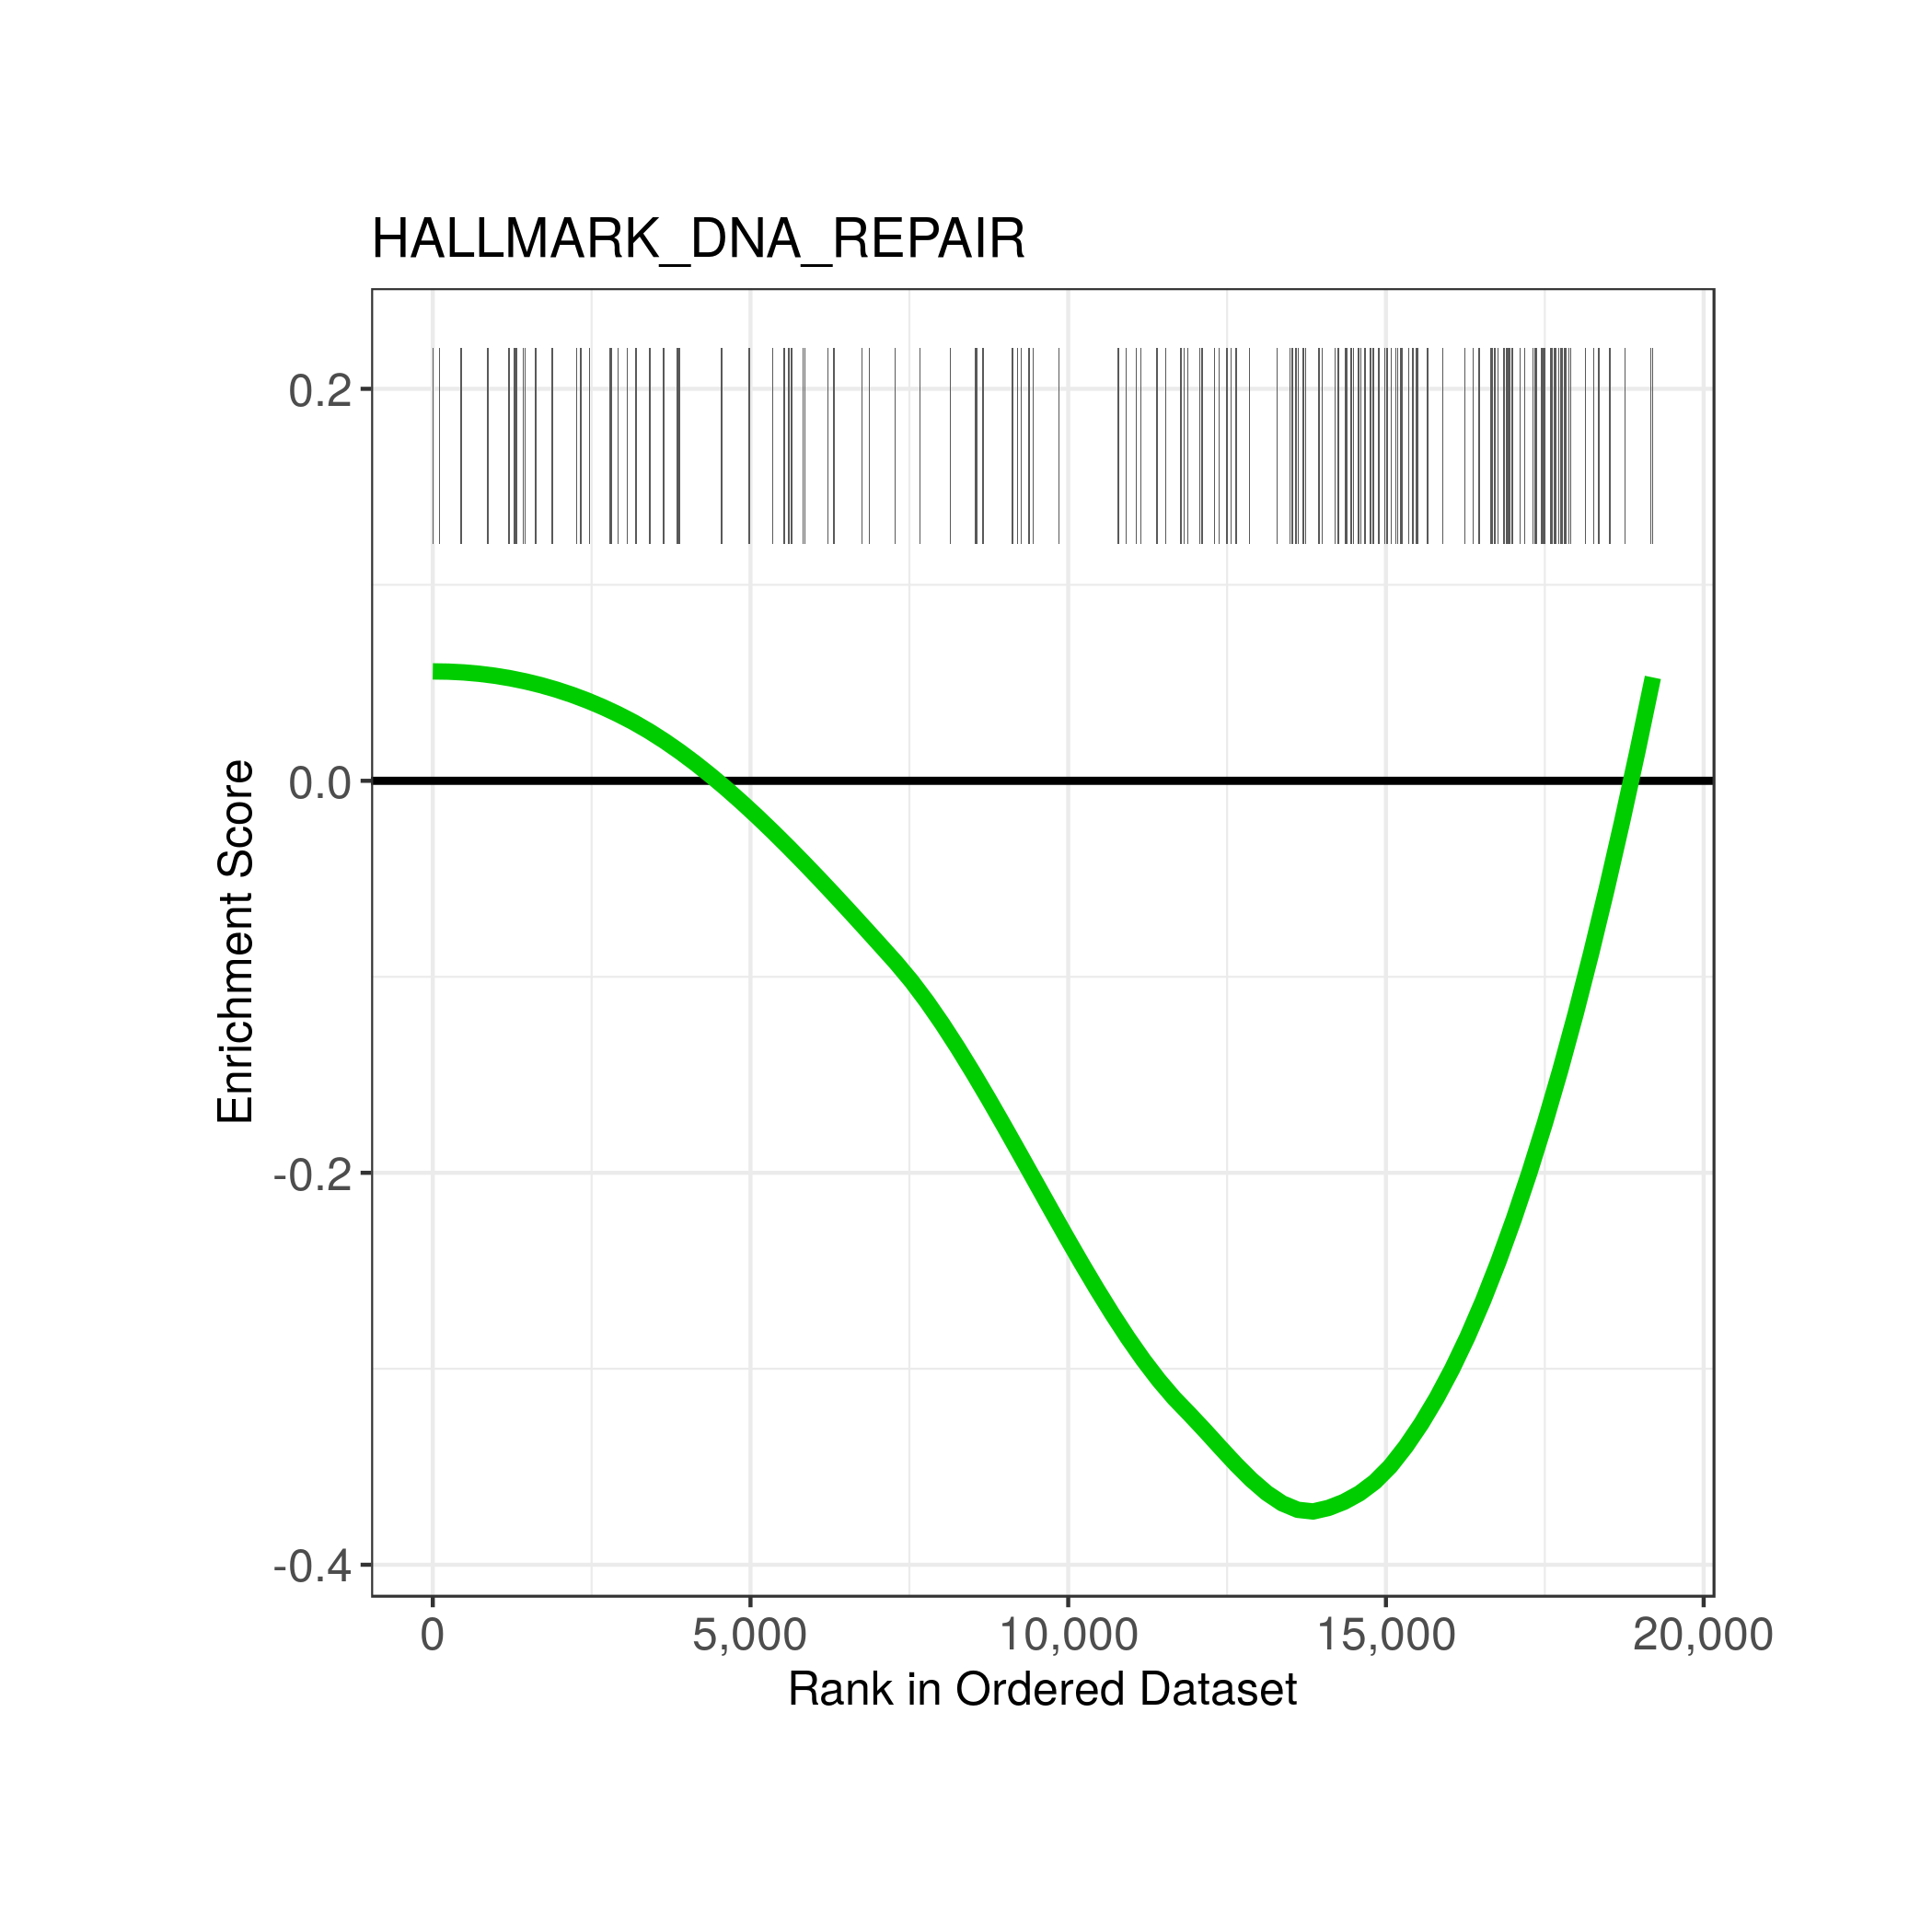 HALLMARK_DNA_REPAIR
0.2
0.0
-0.2
-0.4
Enrichment Score
0 5,000 10,000 15,000 20,000
Rank in Ordered Dataset